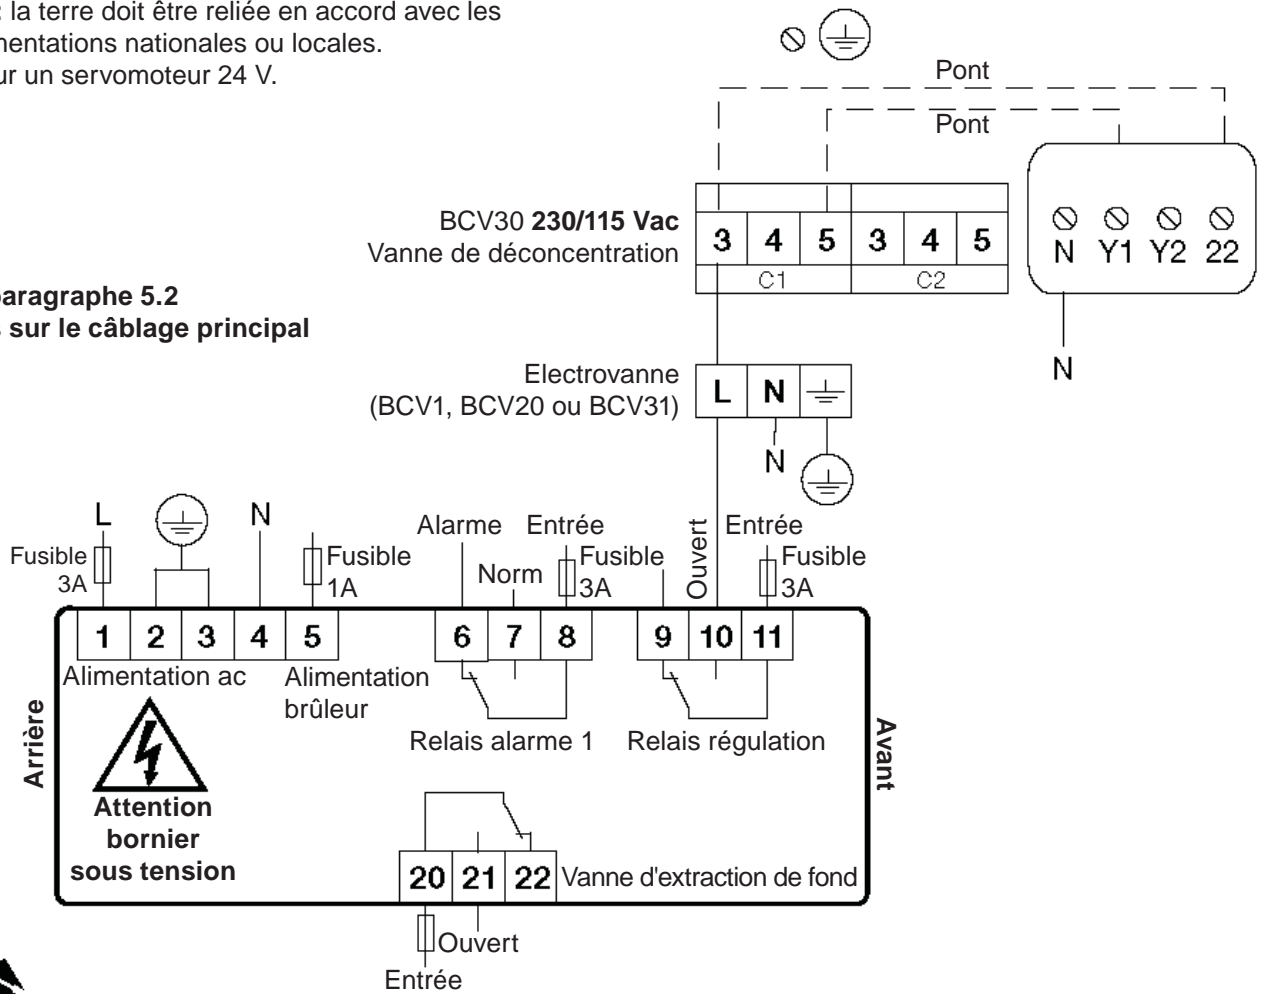 : la terre doit être reliée en accord avec les
mentations nationales ou locales.
ur un servomoteur 24 V.
Pont
Pont
BCV30 230/115 Vac
Vanne de déconcentration
3 4 5 3 4 5
C1 C2
N Y1 Y2 22
N
paragraphe 5.2
s sur le câblage principal
Electrovanne
(BCV1, BCV20 ou BCV31)
L N
N
L N
Alarme Entrée
Ouvert
Entrée
Fusible
3A
Fusible
1A
Norm
Fusible
3A
Fusible
3A
1 2 3 4 5 6 7 8 9 10 11
Alimentation ac
Alimentation
brûleur
Relais alarme 1
Relais régulation
Arrière
Avant
Attention
bornier
sous tension
20 21 22
Vanne d'extraction de fond
Ouvert
Entrée